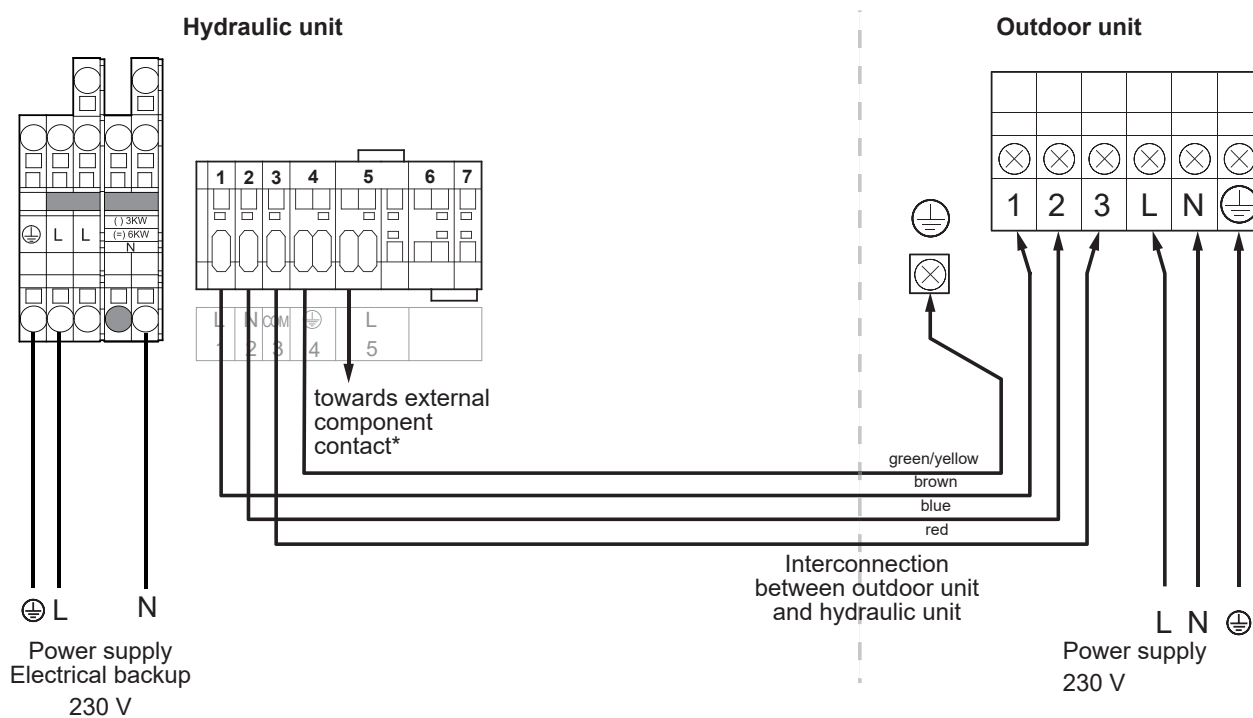 Hydraulic unit
Outdoor unit
1 2 3 4 5 6 7
( ) 3KW
L L (=) 6KW
N
1 2 3 L N
L N COM L
1 2 3 4 5
towards external
component
contact*
green/yellow
brown
blue
red
Interconnection
between outdoor unit
and hydraulic unit
L N
Power supply
Electrical backup
230 V
L N
Power supply
230 V